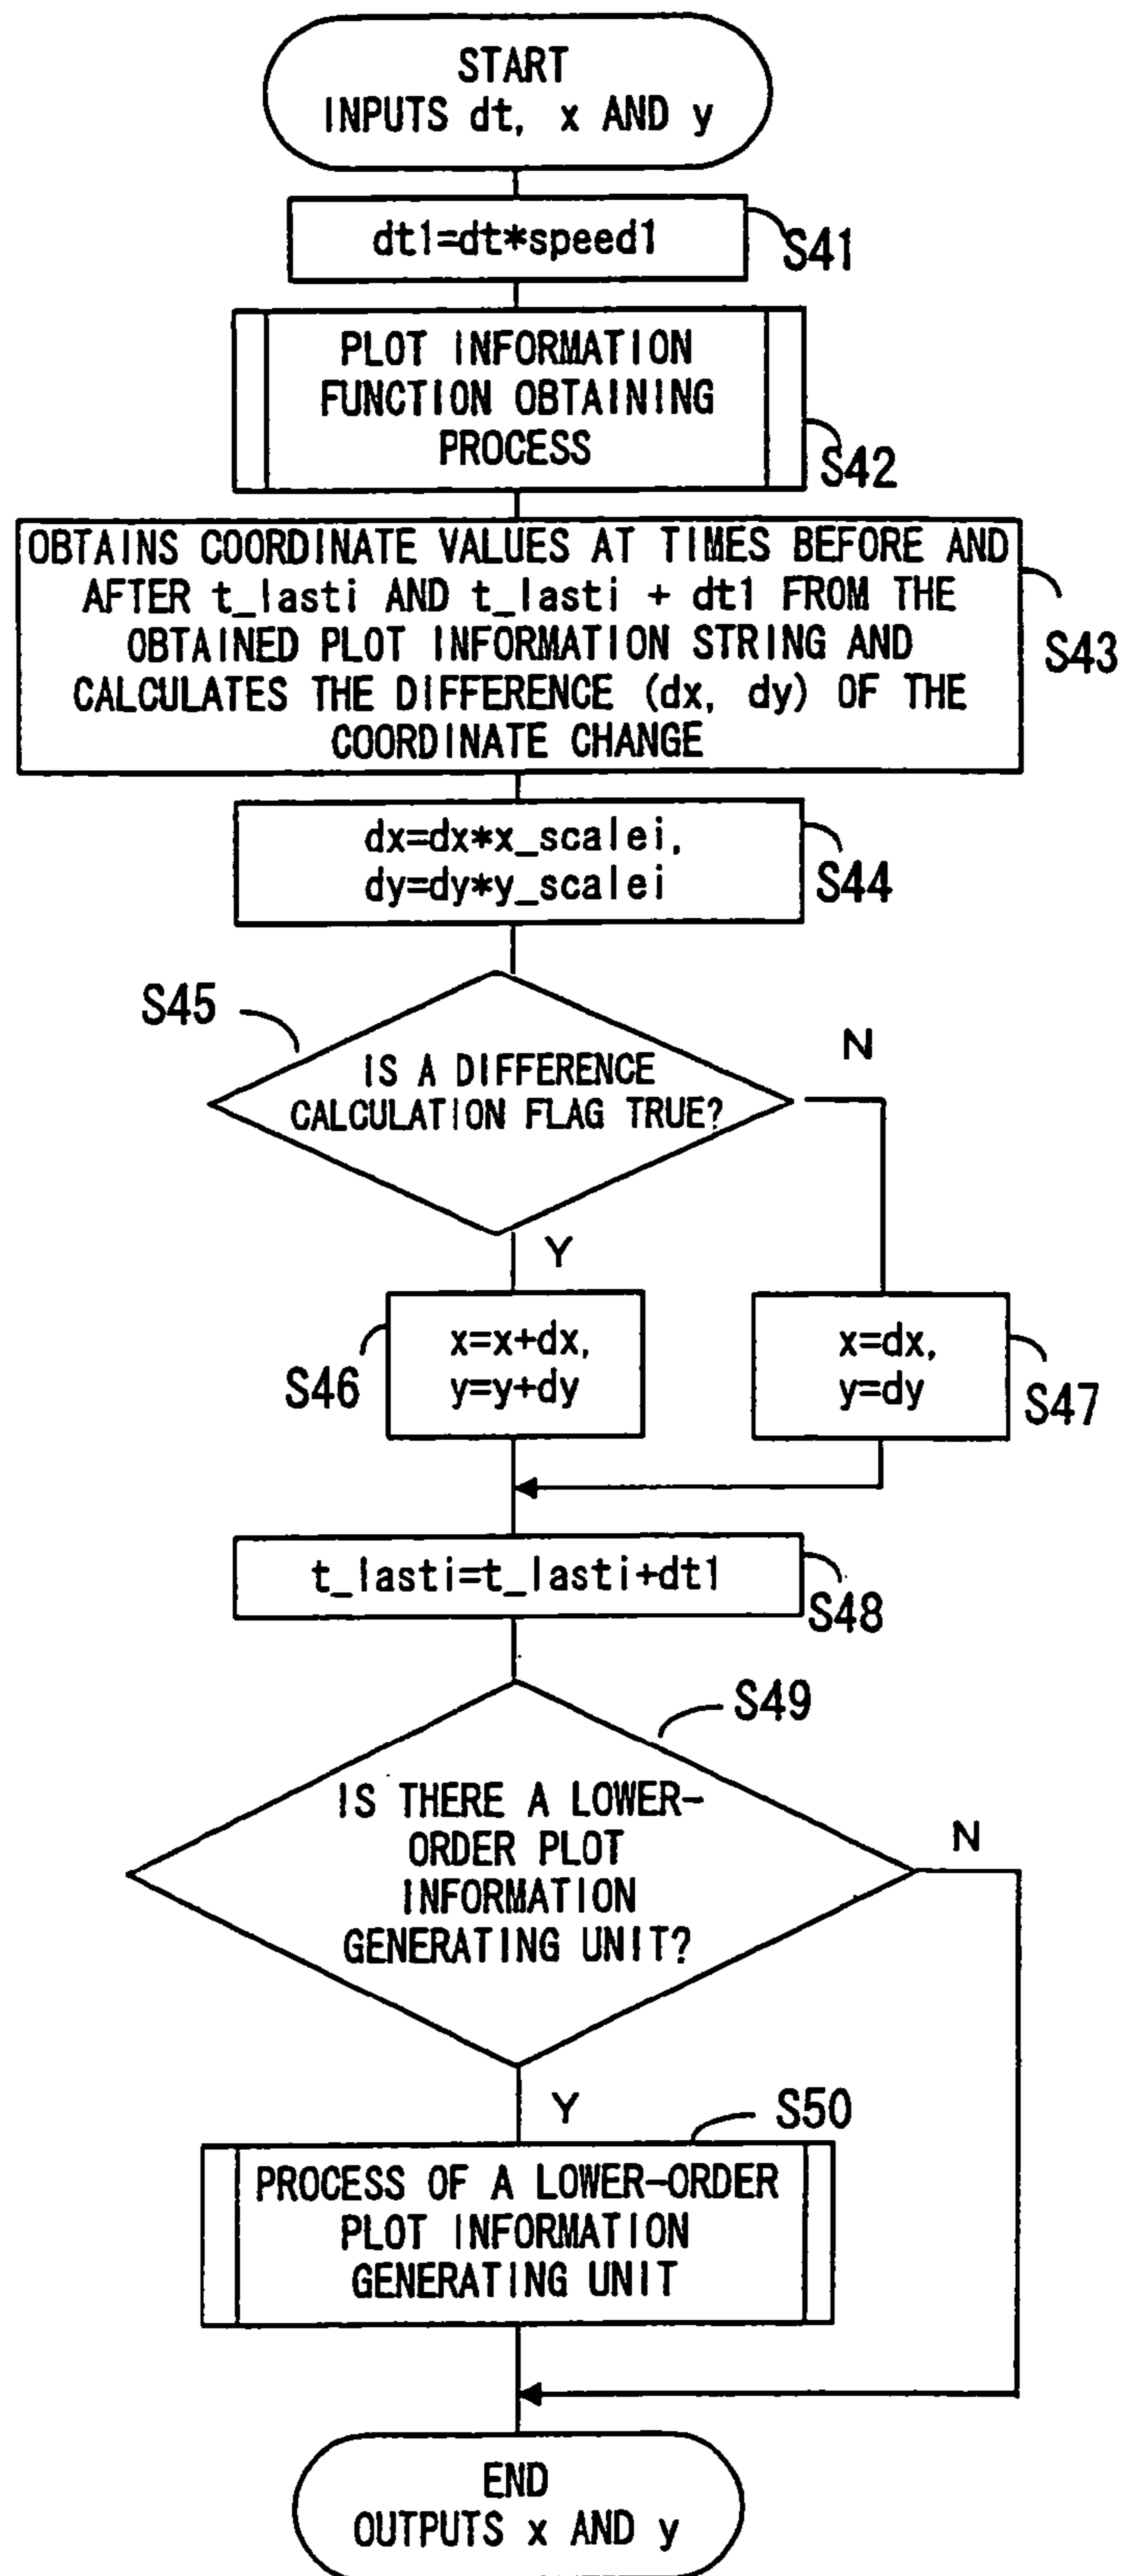 START
INPUTS dt, x AND y
dt1=dt*speed1
S41
PLOT INFORMATION
FUNCTION OBTAINING
PROCESS
S42
OBTAINS COORDINATE VALUES AT TIMES BEFORE AND
AFTER t_lasti AND t_lasti + dt1 FROM THE
OBTAINED PLOT INFORMATION STRING AND
CALCULATES THE DIFFERENCE (dx, dy) OF THE
COORDINATE CHANGE
S43
dx=dx*x_scalei,
dy=dy*y_scalei
S44
S45
IS A DIFFERENCE
CALCULATION FLAG TRUE?
N
Y
x=x+dx,
y=y+dy
S46
x=dx,
y=dy
S47
t_lasti=t_lasti+dt1
S48
S49
IS THERE A LOWER-
ORDER PLOT
INFORMATION
GENERATING UNIT?
N
Y
S50
PROCESS OF A LOWER-ORDER
PLOT INFORMATION
GENERATING UNIT
END
OUTPUTS x AND y